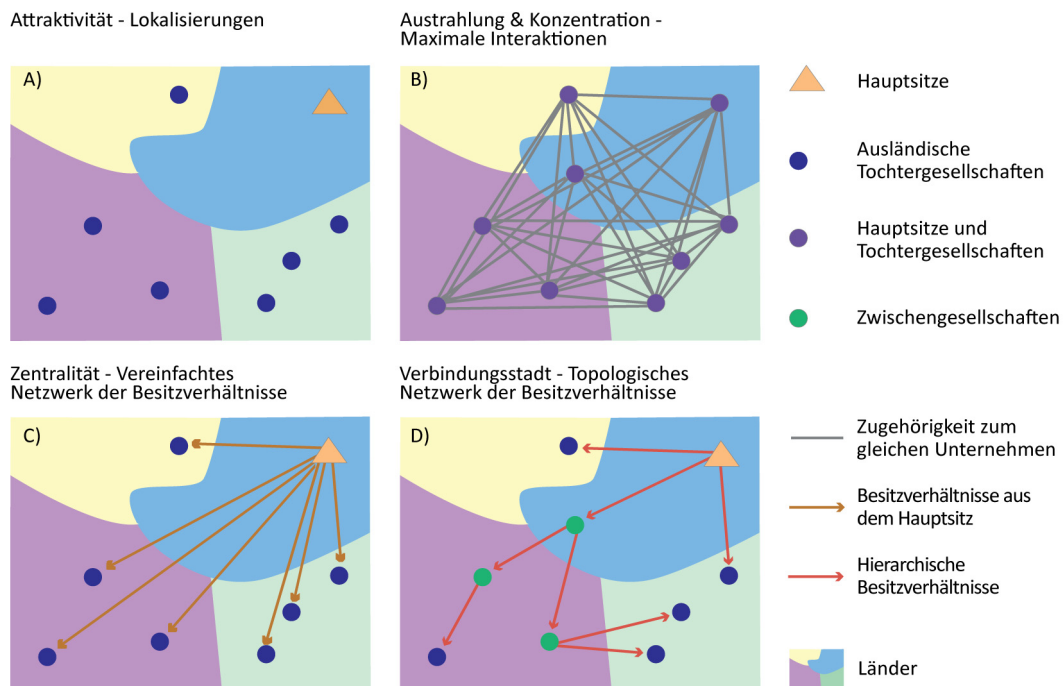 Attraktivität - Lokalisierungen
Austrahlung & Konzentration -
Maximale Interaktionen
A)
B)
Hauptsitze
Ausländische
Tochtergesellschaften
Hauptsitze und
Tochtergesellschaften
Zwischengesellschaften
Zentralität - Vereinfachtes
Netzwerk der Besitzverhältnisse
Verbindungsstadt - Topologisches
Netzwerk der Besitzverhältnisse
C)
D)
Zugehörigkeit zum
gleichen Unternehmen
Besitzverhältnisse aus
dem Hauptsitz
Hierarchische
Besitzverhältnisse
Länder